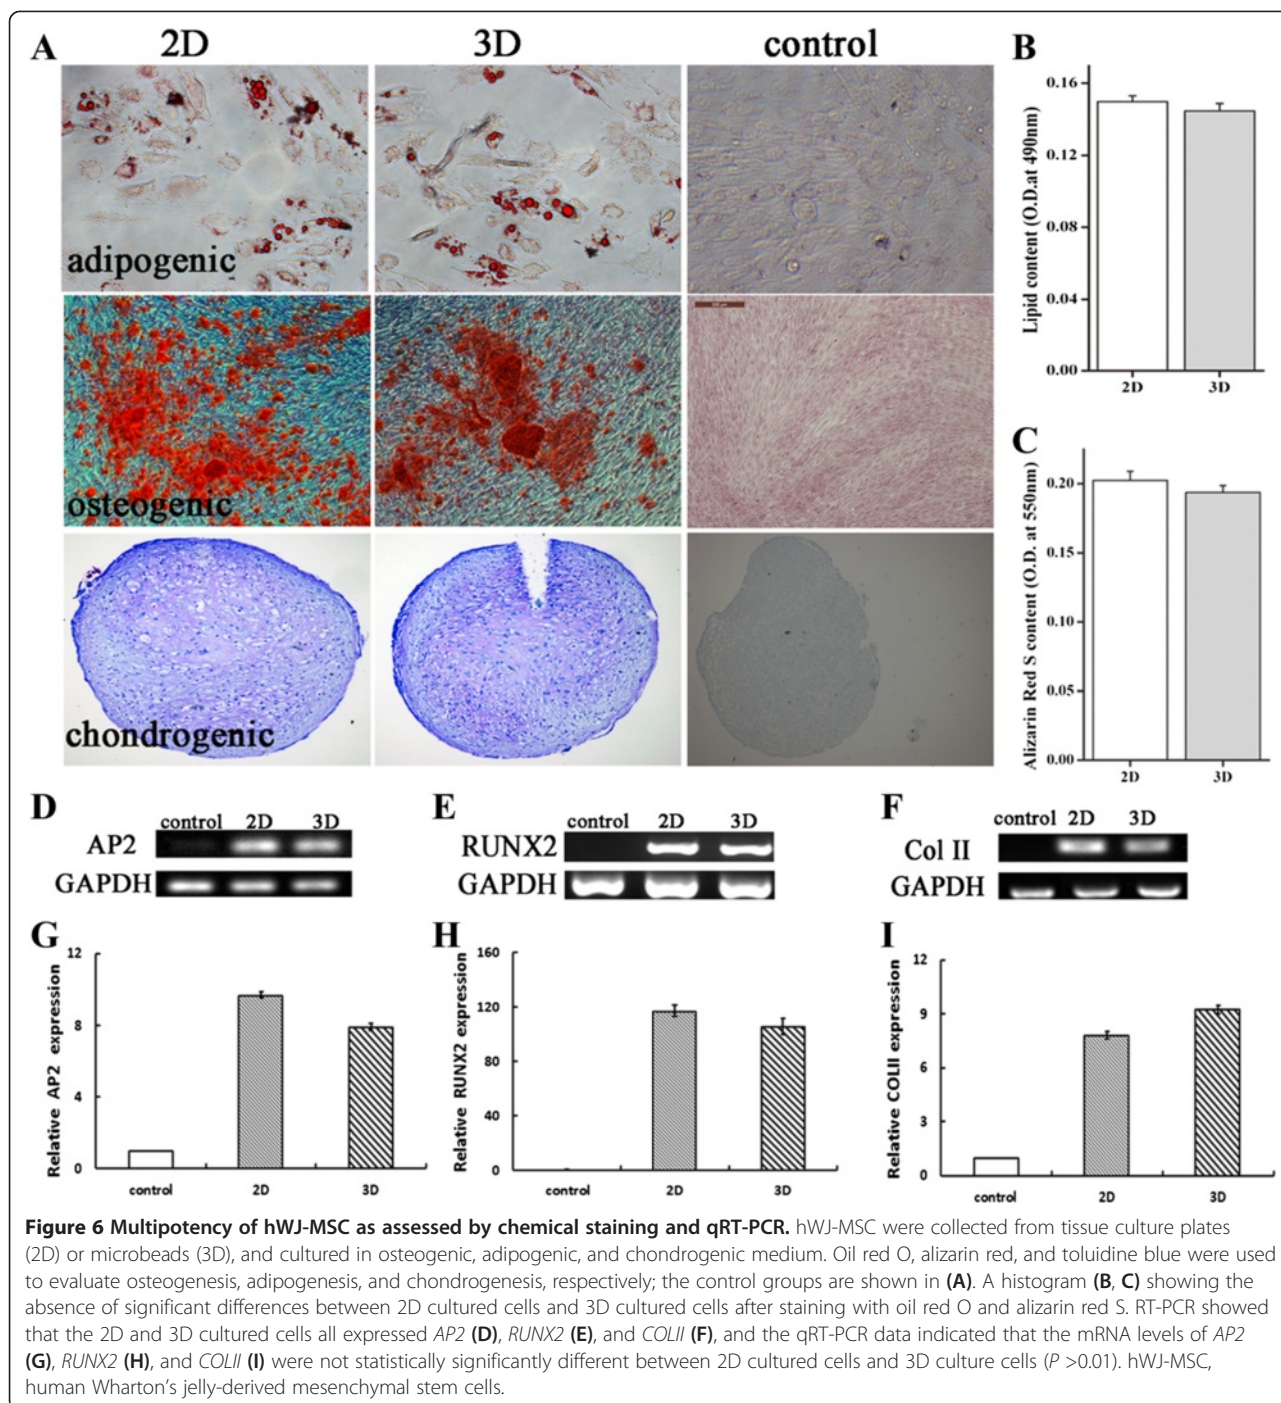 A
2D
3D
control
adipogenic
osteogenic
chondrogenic
B
Lipid content (O.D.at 490nm)
0.16
0.12
0.08
0.04
0.00
2D
3D
C
Alizarin Red S content (O.D. at 550nm)
0.20
0.15
0.10
0.05
0.00
2D
3D
D
control 2D 3D
AP2
GAPDH
E
control 2D 3D
RUNX2
GAPDH
F
control 2D 3D
Col II
GAPDH
G
Relative AP2 expression
12
8
4
0
control 2D 3D
H
Relative RUNX2 expression
160
120
80
40
0
control 2D 3D
I
Relative COLII expression
12
9
6
3
0
control 2D 3D
Figure 6 Multipotency of hWJ-MSC as assessed by chemical staining and qRT-PCR. hWJ-MSC were collected from tissue culture plates
(2D) or microbeads (3D), and cultured in osteogenic, adipogenic, and chondrogenic medium. Oil red O, alizarin red, and toluidine blue were used
to evaluate osteogenesis, adipogenesis, and chondrogenesis, respectively; the control groups are shown in (A). A histogram (B, C) showing the
absence of significant differences between 2D cultured cells and 3D cultured cells after staining with oil red O and alizarin red S. RT-PCR showed
that the 2D and 3D cultured cells all expressed AP2 (D), RUNX2 (E), and COLII (F), and the qRT-PCR data indicated that the mRNA levels of AP2
(G), RUNX2 (H), and COLII (I) were not statistically significantly different between 2D cultured cells and 3D culture cells (P >0.01). hWJ-MSC,
human Wharton's jelly-derived mesenchymal stem cells.